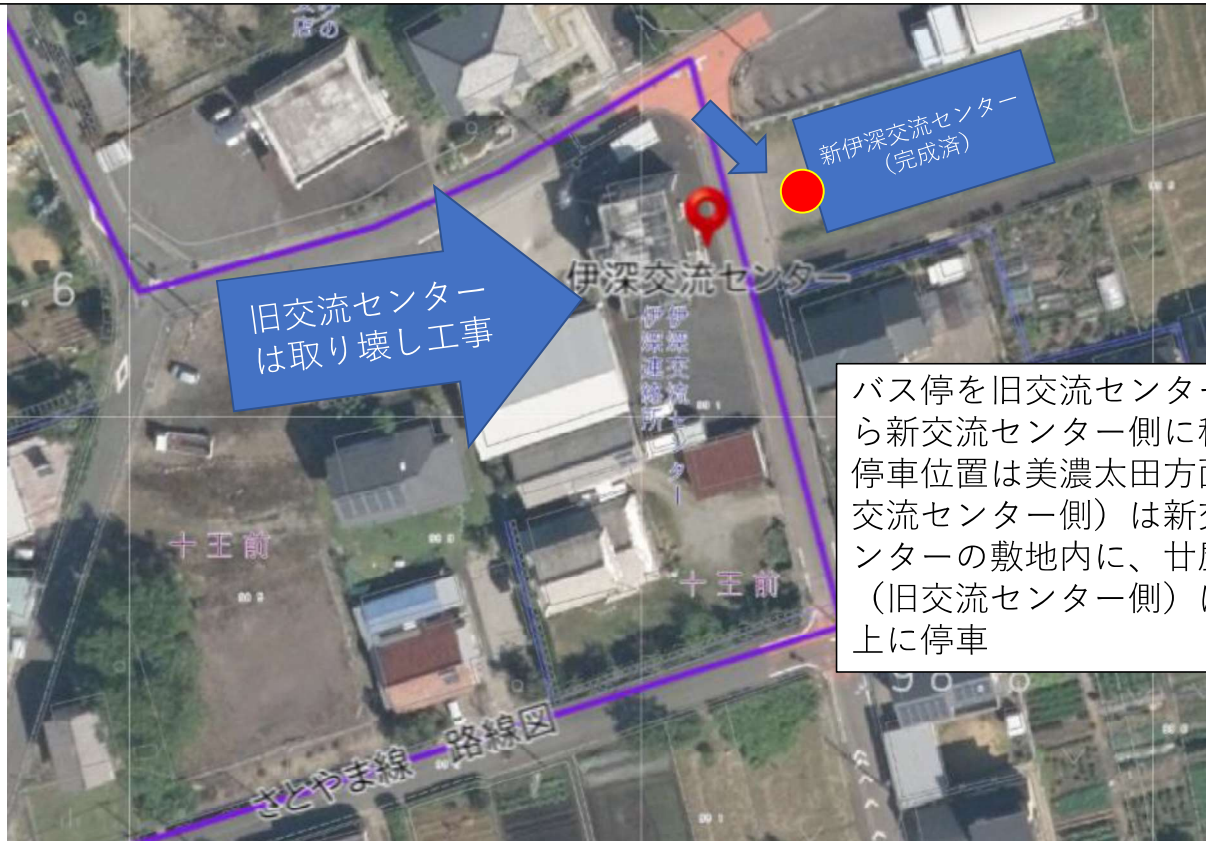 店
の
新伊深交流センター
(完成済)
伊深交流センター
旧交流センター
は取り壊し工事
伊深交流センター
伊深連絡所
バス停を旧交流センター
ら新交流センター側に
停車位置は美濃太田方
交流センター側)は新
ンターの敷地内に、廿
(旧交流センター側)
上に停車
十王前
十王前
さとやま線 路線図